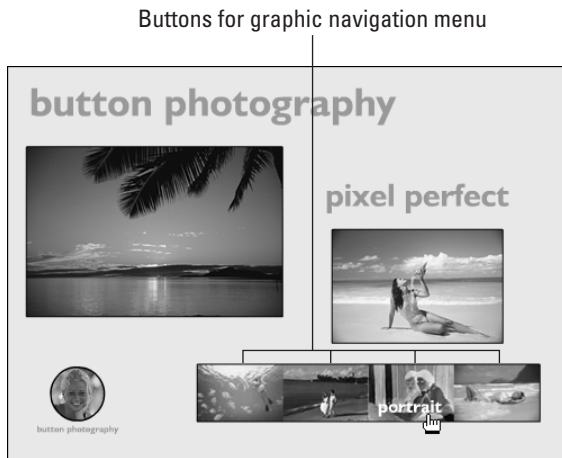 Buttons for graphic navigation menu
button photography
pixel perfect
portrait
button photography